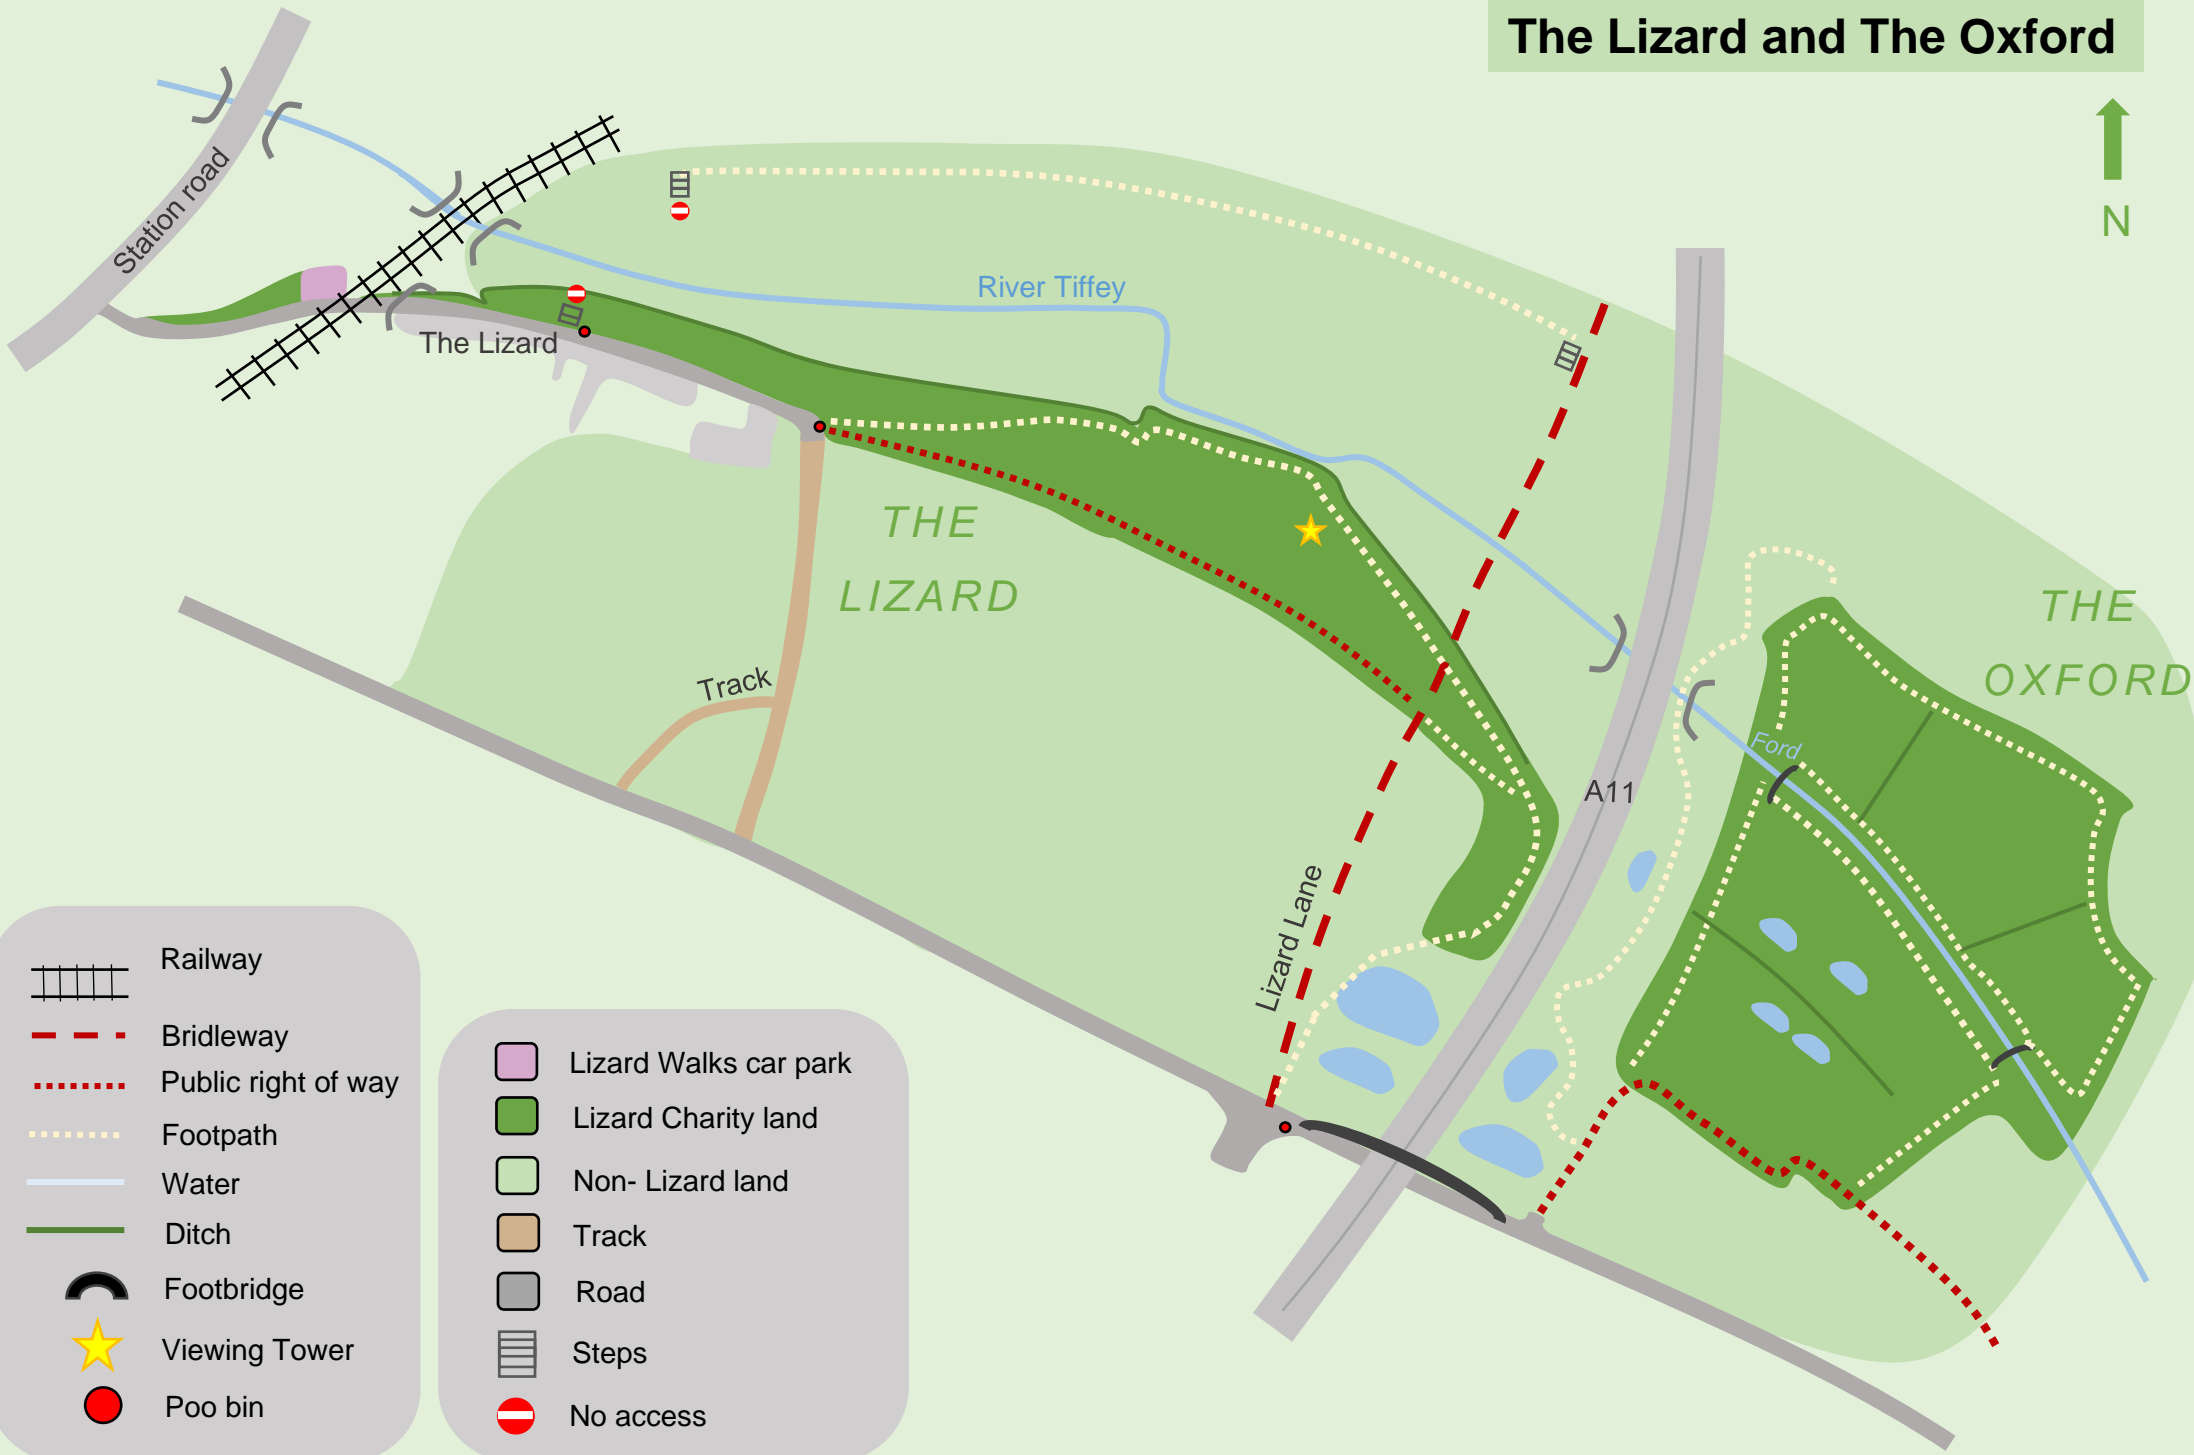 The Lizard and The Oxford
N
Station road
River Tiffey
The Lizard
THE
LIZARD
THE
OXFORD
Track
Ford
A11
Lizard Lane
Railway
Bridleway
Public right of way
Footpath
Water
Ditch
Footbridge
Viewing Tower
Poo bin
Lizard Walks car park
Lizard Charity land
Non- Lizard land
Track
Road
Steps
No access